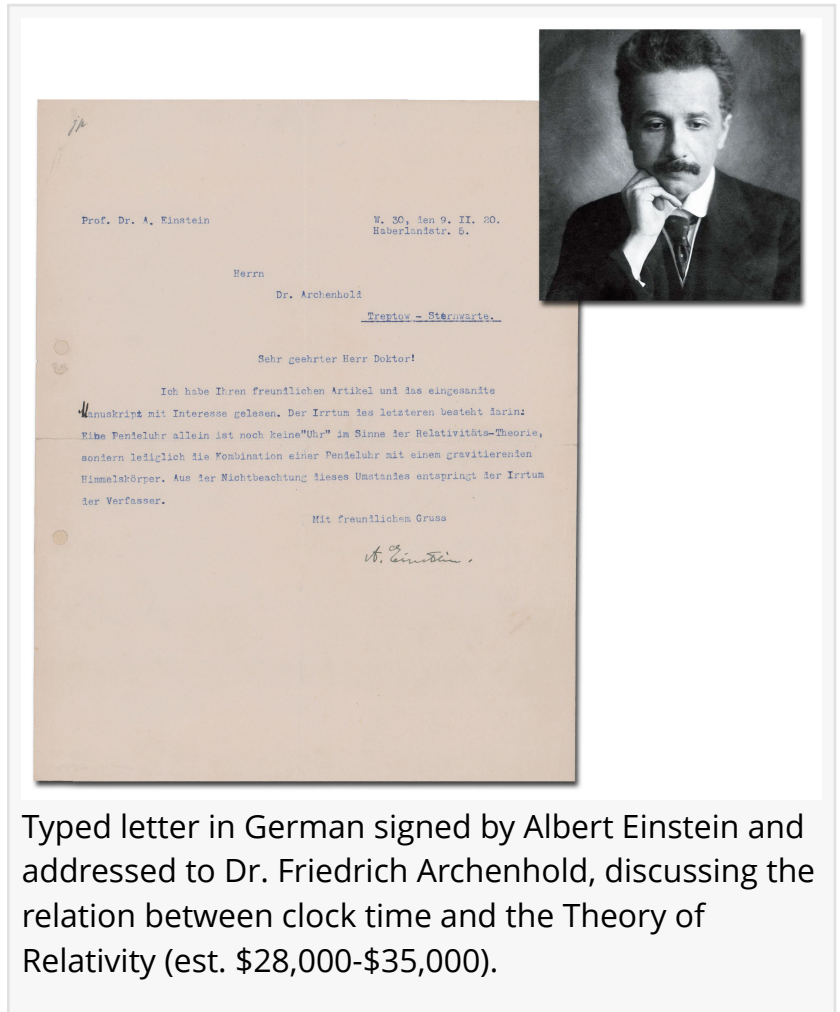 Prof. Dr. A. Einstein
W. 30, den 9. II. 20.
Haberlandstr. 5.
Herrn
Dr. Archenhold
Treptow - Sternwarte.
Sehr geehrter Herr Doktor!
Ich habe Ihren freundlichen Artikel und das eingesandte
Manuskript mit Interesse gelesen. Der Irrtum des letzteren besteht darin:
Eine Pendeluhr allein ist noch keine"Uhr" im Sinne der Relativitäts-Theorie,
sondern lediglich die Kombination einer Pendeluhr mit einem gravitierenden
Himmelskörper. Aus der Nichtbeachtung dieses Umstandes entspringt der Irrtum
der Verfasser.
Mit freundlichem Gruss
A. Einstein.
Typed letter in German signed by Albert Einstein and
addressed to Dr. Friedrich Archenhold, discussing the
relation between clock time and the Theory of
Relativity (est. $28,000-$35,000).